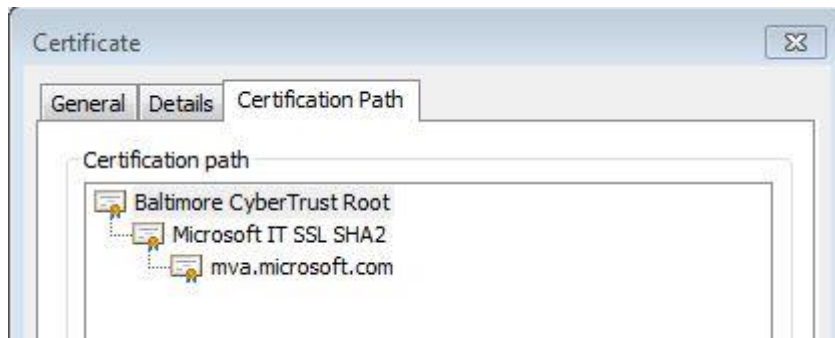 Certificate
General Details Certification Path
Certification path
Baltimore CyberTrust Root
Microsoft IT SSL SHA2
mva.microsoft.com